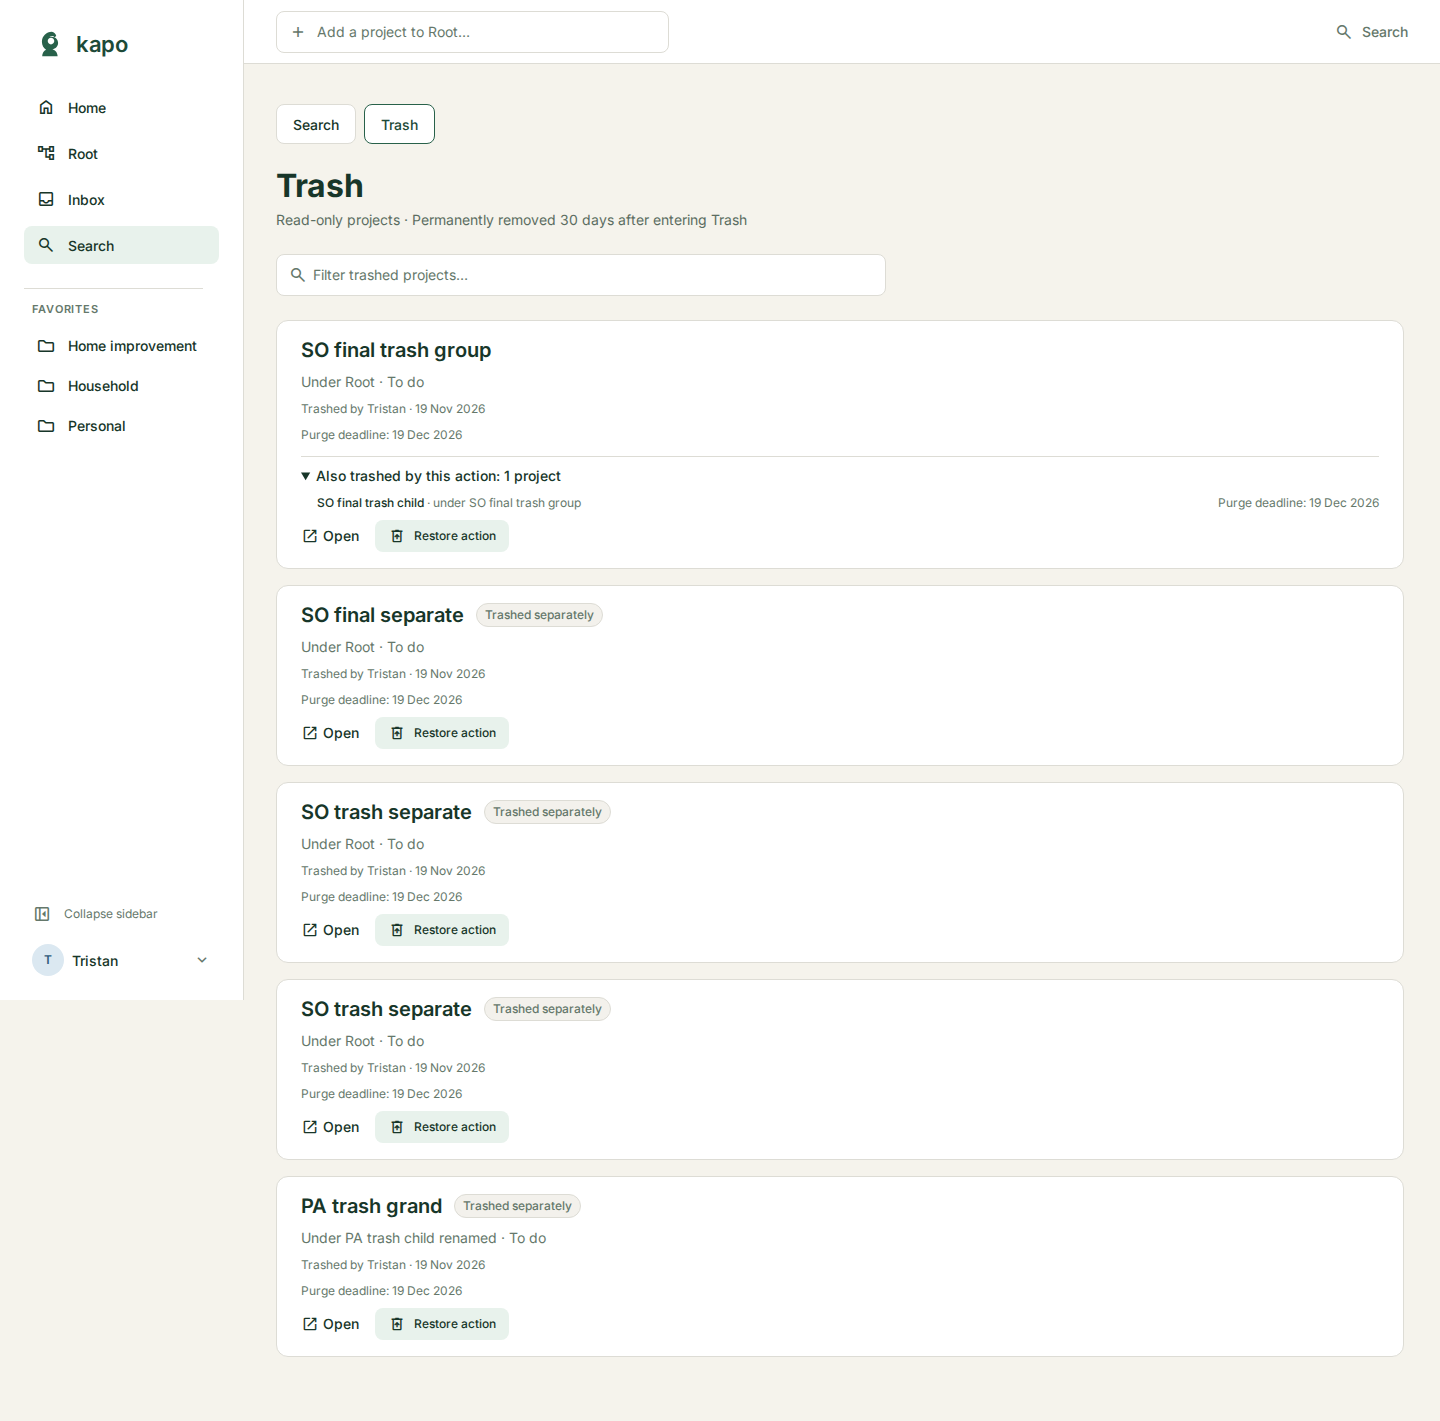 kapo
Add a project to Root...
Search
Home
Root
Inbox
Search
FAVORITES
Home improvement
Household
Personal
Collapse sidebar
T
Tristan
Search
Trash
Trash
Read-only projects · Permanently removed 30 days after entering Trash
Filter trashed projects...
SO final trash group
Under Root · To do
Trashed by Tristan · 19 Nov 2026
Purge deadline: 19 Dec 2026
Also trashed by this action: 1 project
SO final trash child · under SO final trash group
Purge deadline: 19 Dec 2026
Open
Restore action
SO final separate
Trashed separately
Under Root · To do
Trashed by Tristan · 19 Nov 2026
Purge deadline: 19 Dec 2026
Open
Restore action
SO trash separate
Trashed separately
Under Root · To do
Trashed by Tristan · 19 Nov 2026
Purge deadline: 19 Dec 2026
Open
Restore action
SO trash separate
Trashed separately
Under Root · To do
Trashed by Tristan · 19 Nov 2026
Purge deadline: 19 Dec 2026
Open
Restore action
PA trash grand
Trashed separately
Under PA trash child renamed · To do
Trashed by Tristan · 19 Nov 2026
Purge deadline: 19 Dec 2026
Open
Restore action